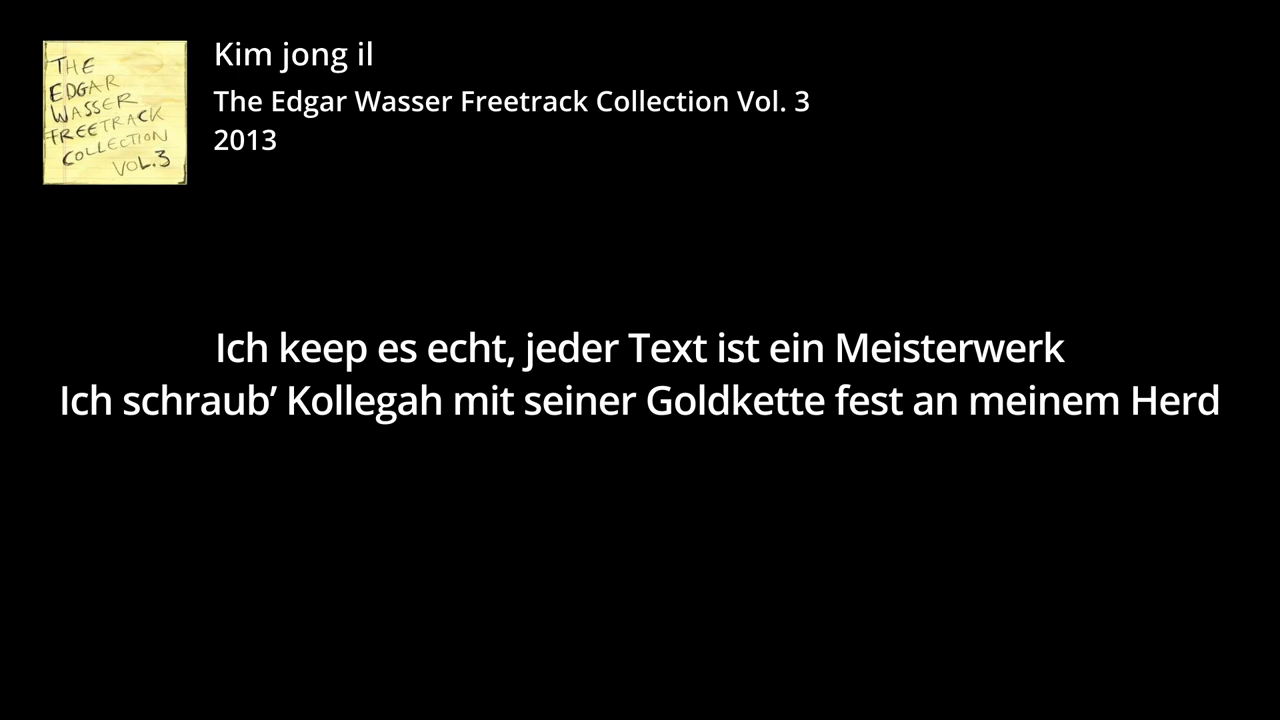 THE
EDGAR
WASSER
FREETRACK
COLLECTION
VOL.3
Kim jong il
The Edgar Wasser Freetrack Collection Vol. 3
2013
Ich keep es echt, jeder Text ist ein Meisterwerk
Ich schraub’ Kollegah mit seiner Goldkette fest an meinem Herd